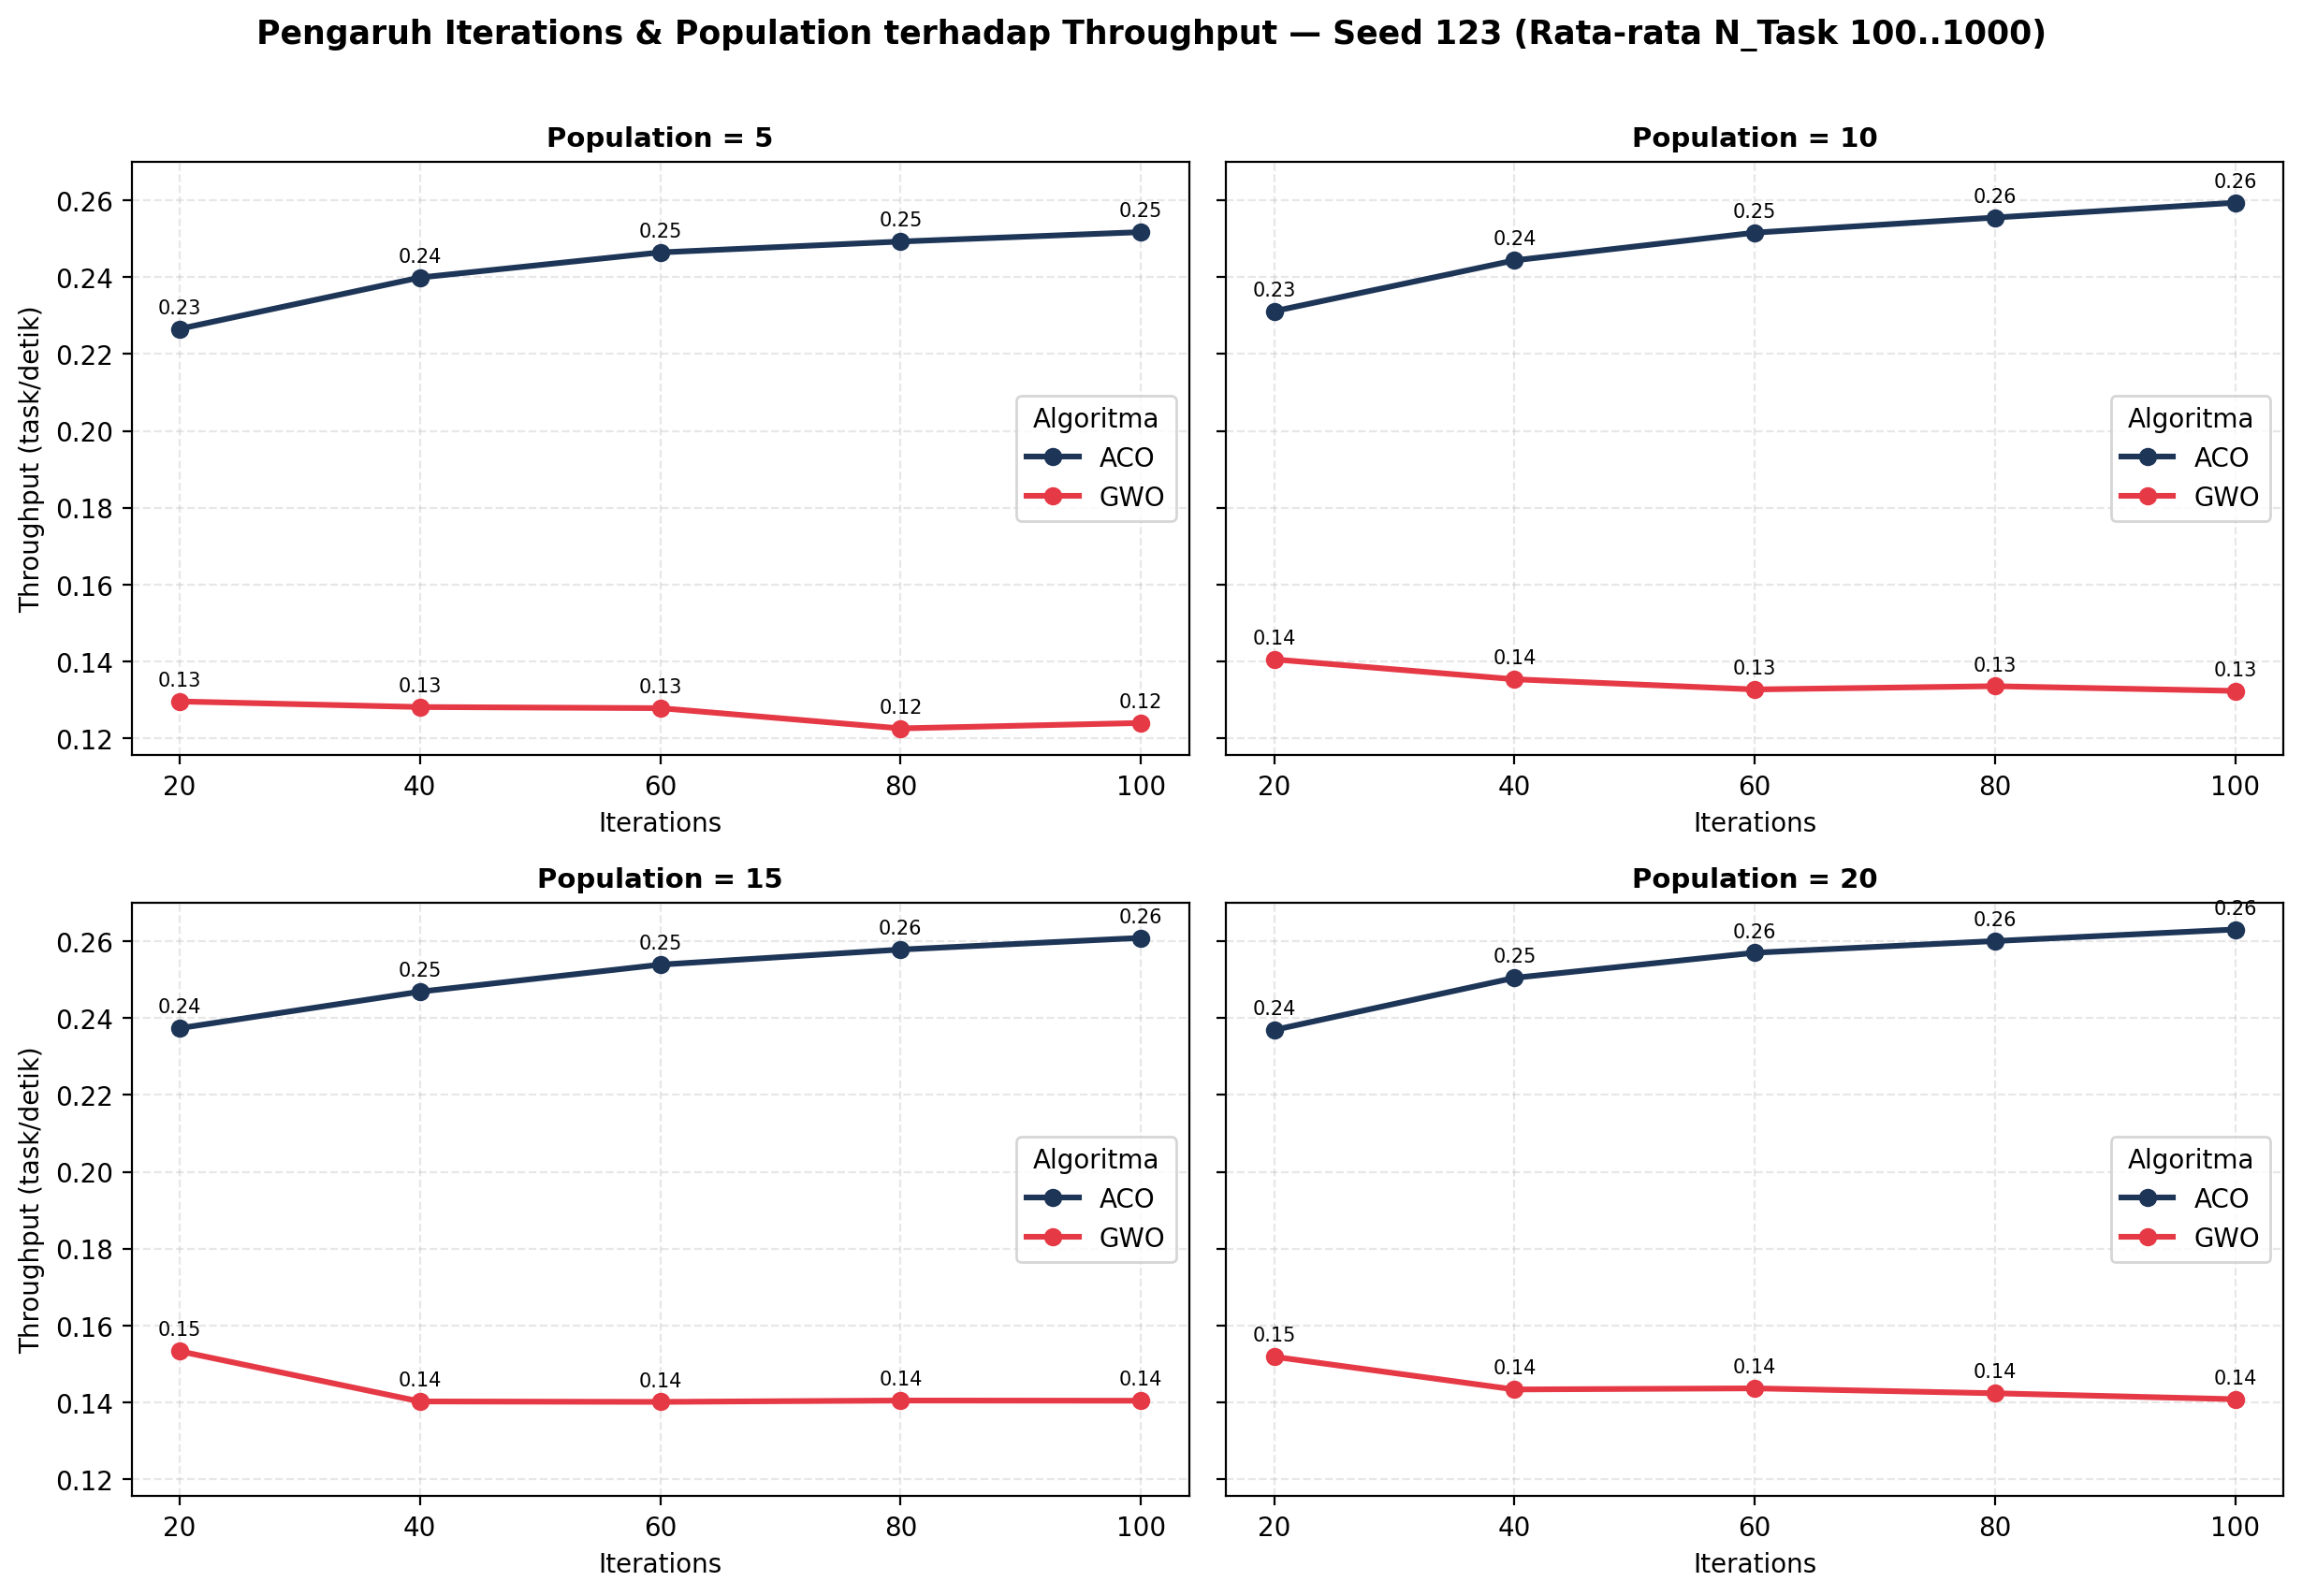 Pengaruh Iterations & Population terhadap Throughput — Seed 123 (Rata-rata N_Task 100..1000)
Population = 5
Throughput (task/detik)
0.26
0.24
0.22
0.20
0.18
0.16
0.14
0.12
0.23
0.24
0.25
0.25
0.25
0.13
0.13
0.13
0.12
0.12
Algoritma
ACO
GWO
20 40 60 80 100
Iterations
Population = 10
0.23
0.24
0.25
0.26
0.26
0.14
0.14
0.13
0.13
0.13
Algoritma
ACO
GWO
20 40 60 80 100
Iterations
Population = 15
Throughput (task/detik)
0.26
0.24
0.22
0.20
0.18
0.16
0.14
0.12
0.24
0.25
0.25
0.26
0.26
0.15
0.14
0.14
0.14
0.14
Algoritma
ACO
GWO
20 40 60 80 100
Iterations
Population = 20
0.24
0.25
0.26
0.26
0.26
0.15
0.14
0.14
0.14
0.14
Algoritma
ACO
GWO
20 40 60 80 100
Iterations